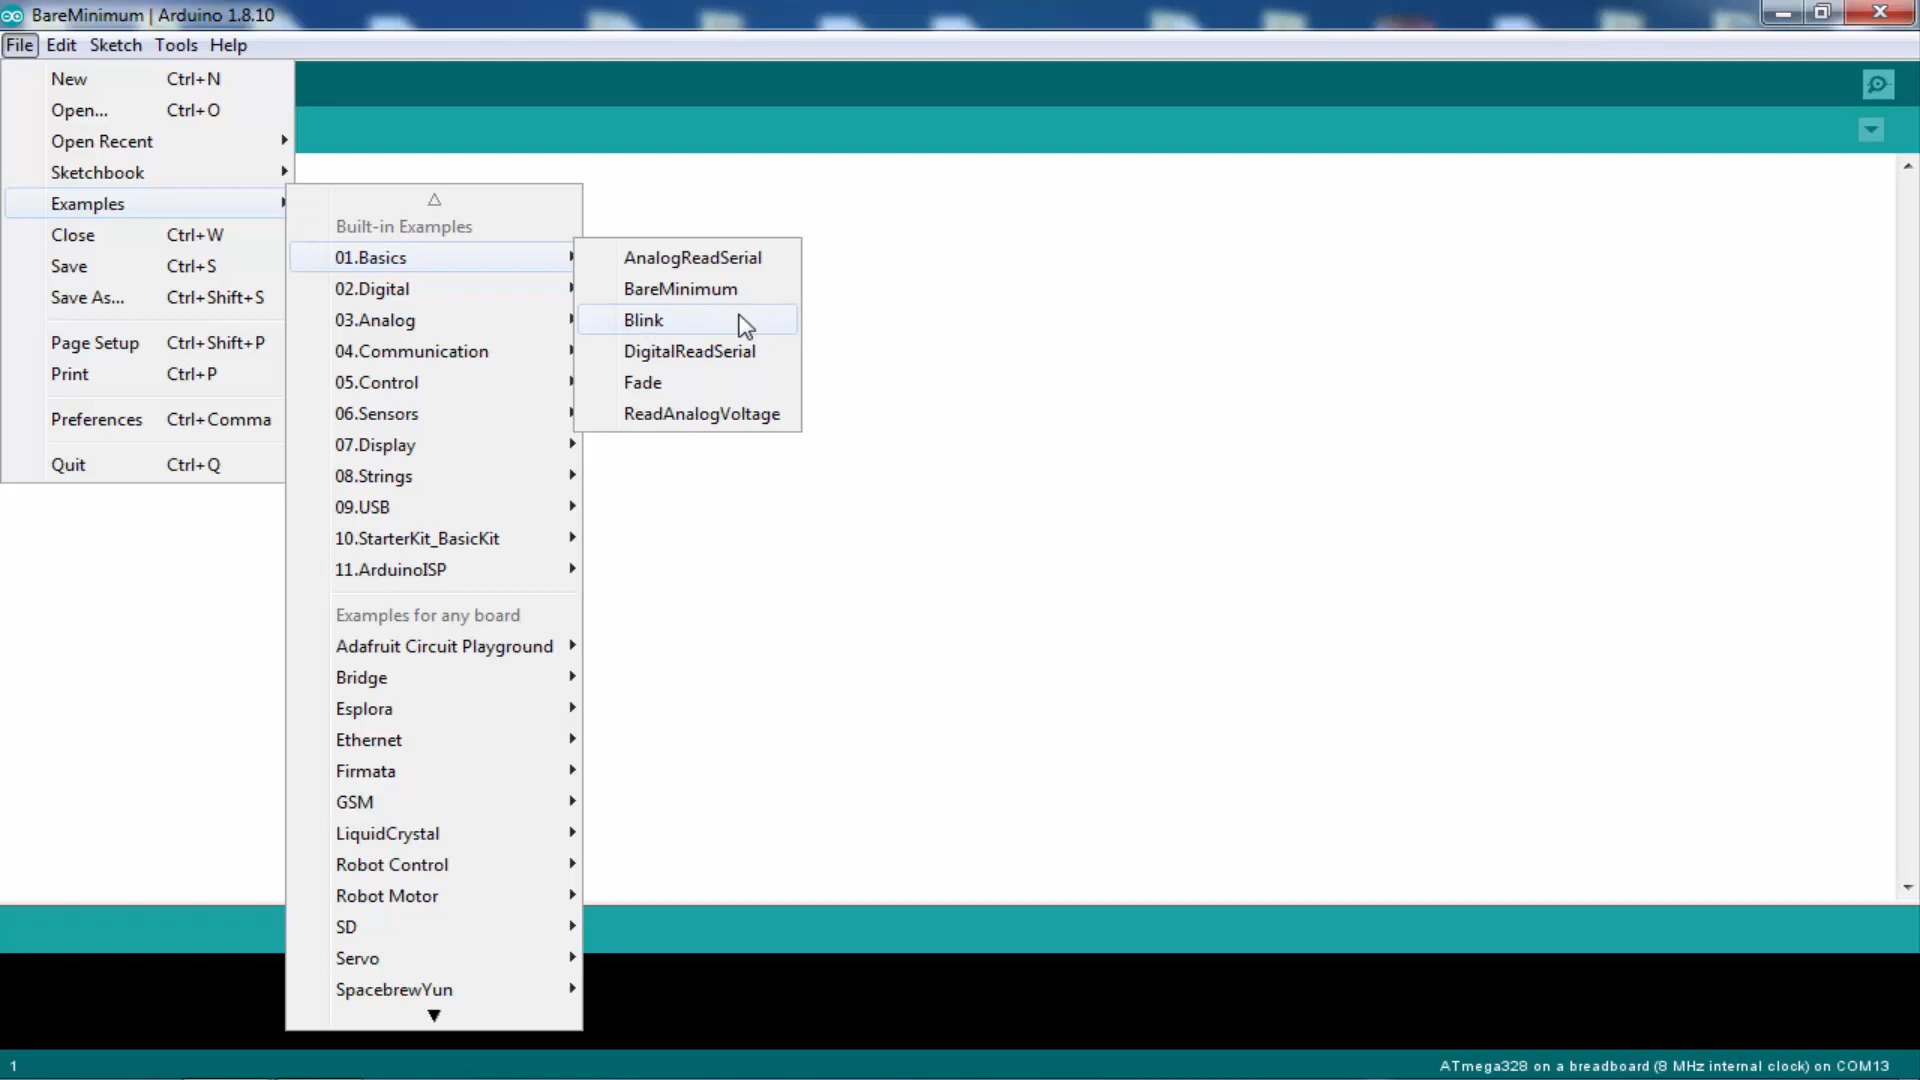 BareMinimum | Arduino 1.8.10
File Edit Sketch Tools Help
New Ctrl+N
Open... Ctrl+O
Open Recent
Sketchbook
Examples
Close Ctrl+W
Save Ctrl+S
Save As... Ctrl+Shift+S
Page Setup Ctrl+Shift+P
Print Ctrl+P
Preferences Ctrl+Comma
Quit Ctrl+Q
Built-in Examples
01.Basics
02.Digital
03.Analog
04.Communication
05.Control
06.Sensors
07.Display
08.Strings
09.USB
10.StarterKit_BasicKit
11.ArduinoISP
Examples for any board
Adafruit Circuit Playground
Bridge
Esplora
Ethernet
Firmata
GSM
LiquidCrystal
Robot Control
Robot Motor
SD
Servo
SpacebrewYun
AnalogReadSerial
BareMinimum
Blink
DigitalReadSerial
Fade
ReadAnalogVoltage
1
ATmega328 on a breadboard (8 MHz internal clock) on COM13